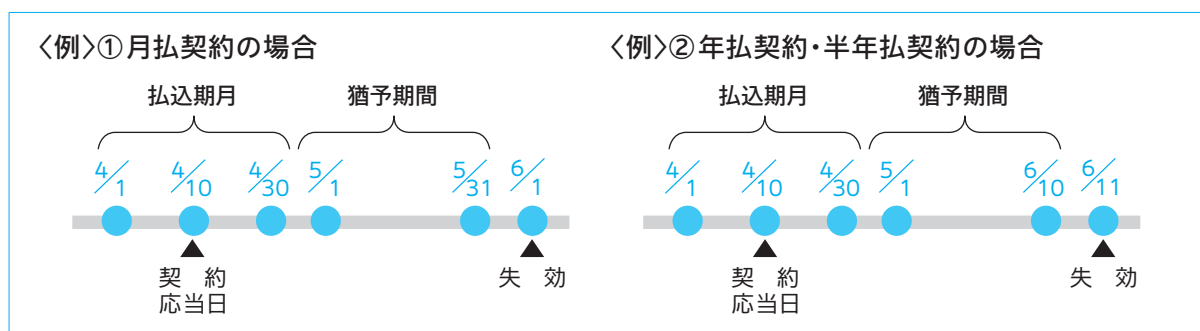 〈例〉①月払契約の場合
払込期月 猶予期間
4/1 4/10 4/30 5/1 5/31 6/1
契 約 失 効
応当日
〈例〉②年払契約・半年払契約の場合
払込期月 猶予期間
4/1 4/10 4/30 5/1 6/10 6/11
契 約 失 効
応当日